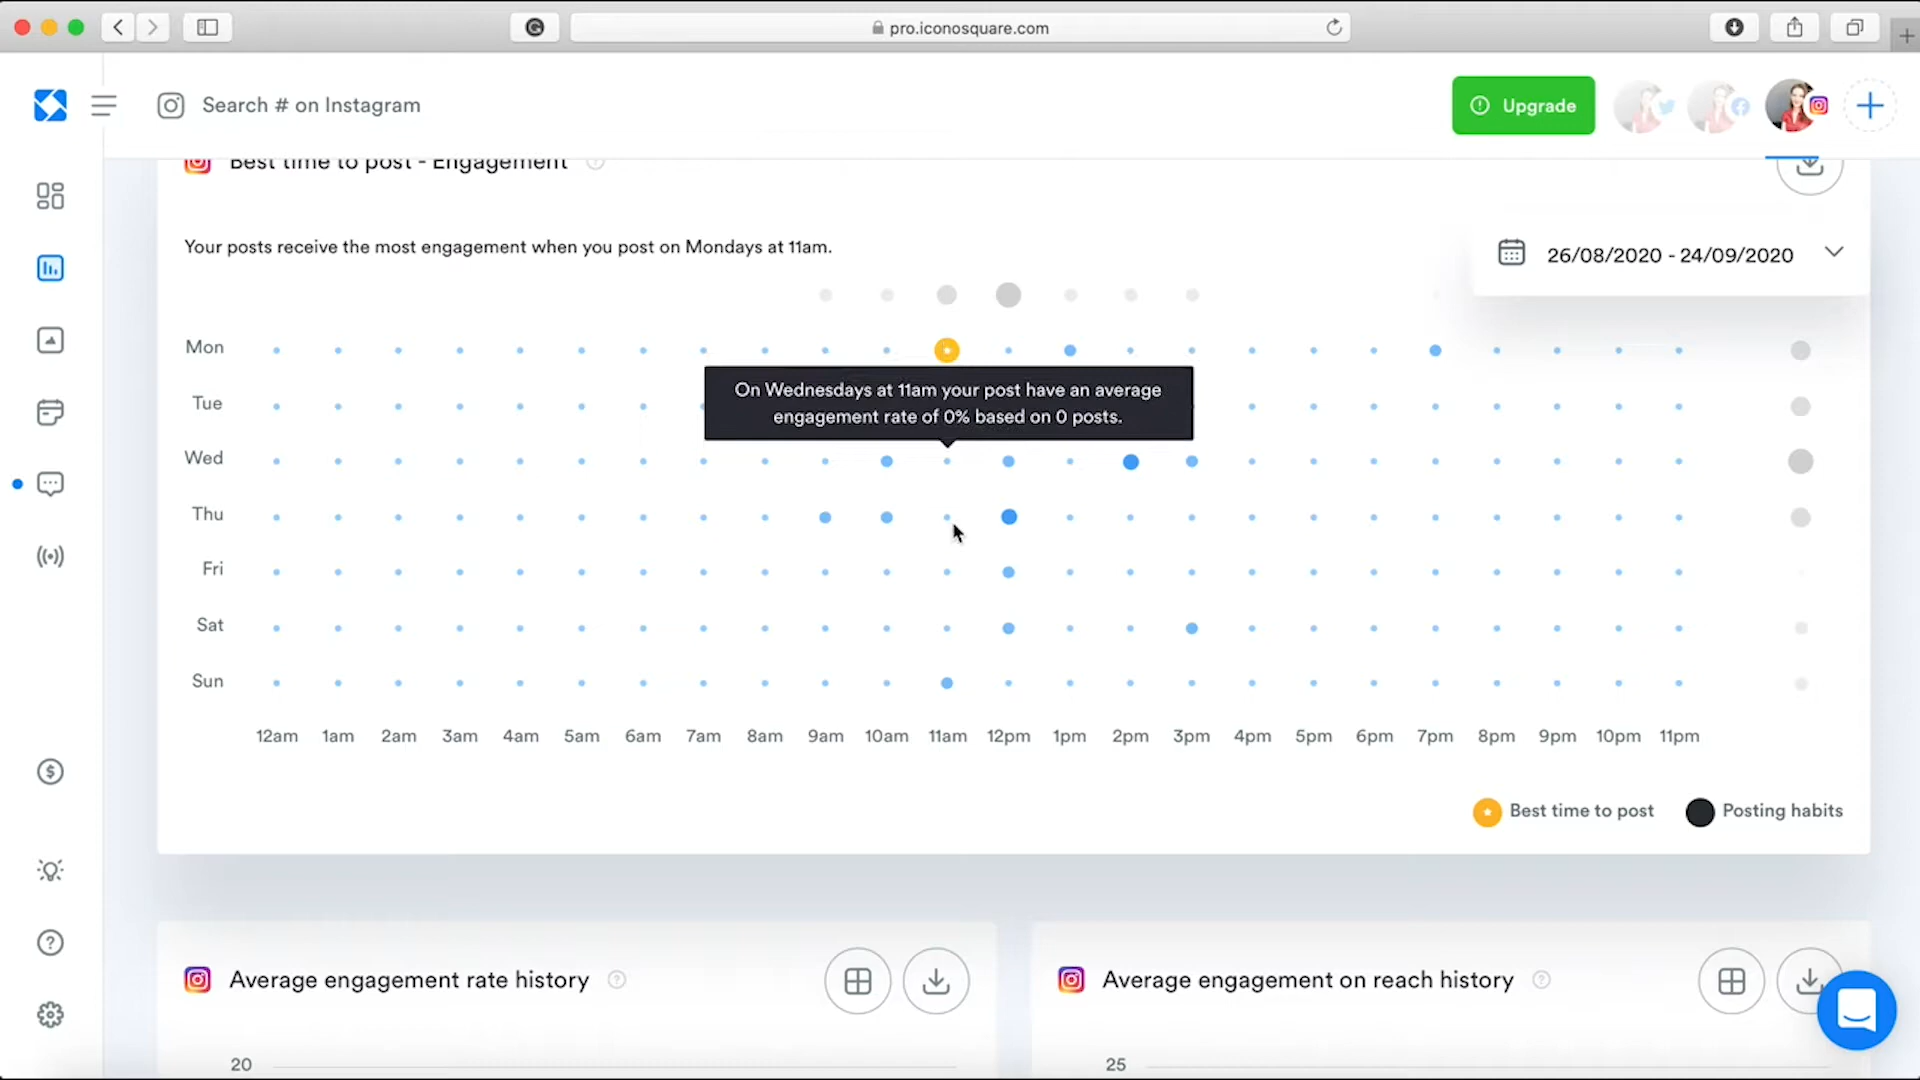 pro.iconosquare.com
Search # on Instagram
Upgrade
Best time to post - Engagement
Your posts receive the most engagement when you post on Mondays at 11am.
26/08/2020 - 24/09/2020
Mon
On Wednesdays at 11am your post have an average
engagement rate of 0% based on 0 posts.
Tue
Wed
Thu
Fri
Sat
Sun
12am 1am 2am 3am 4am 5am 6am 7am 8am 9am 10am 11am 12pm 1pm 2pm 3pm 4pm 5pm 6pm 7pm 8pm 9pm 10pm 11pm
Best time to post Posting habits
Average engagement rate history
Average engagement on reach history
20
25